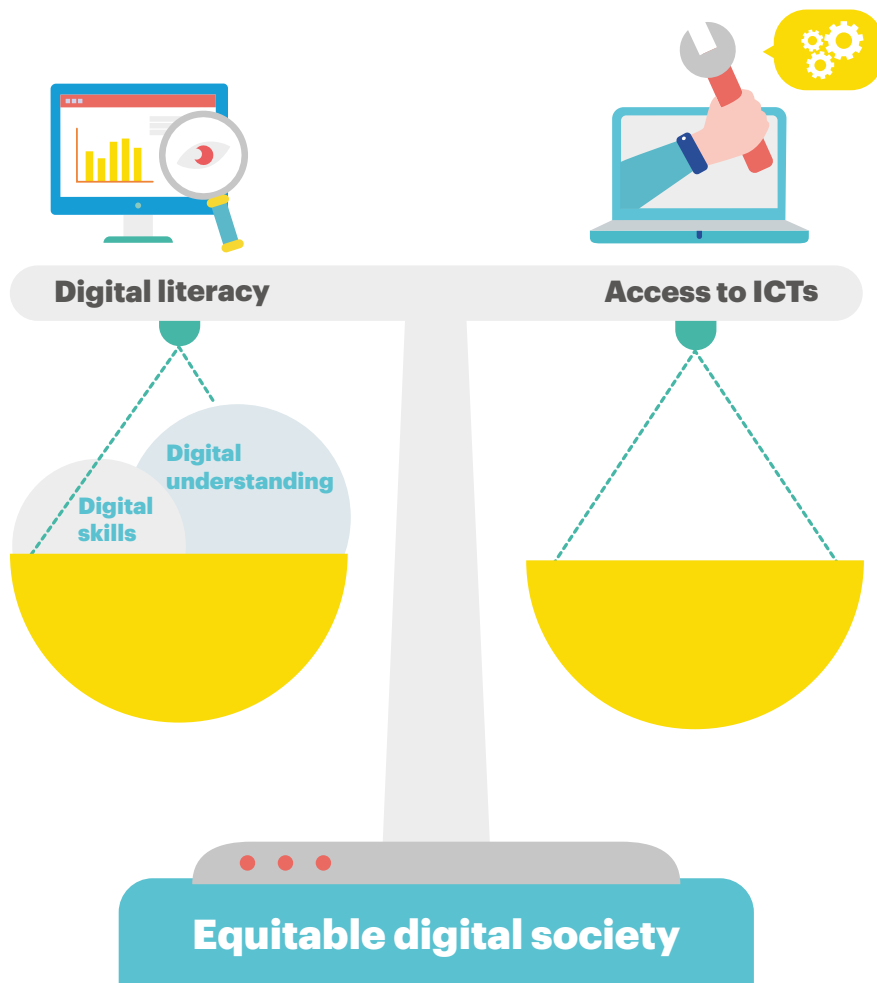 Digital literacy
Access to ICTs
Digital
understanding
Digital
skills
Equitable digital society